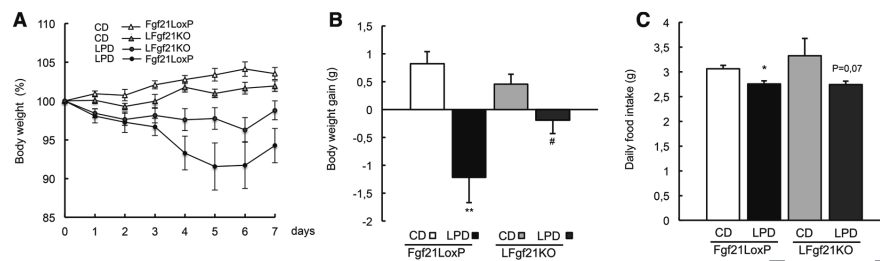 A
Body weight (%)
110
105
100
95
90
85
0 1 2 3 4 5 6 7 days
CD Fgf21LoxP
CD LFgf21KO
LPD LFgf21KO
LPD Fgf21LoxP
B
Body weight gain (g)
1,5
1
0,5
0
-0,5
-1
-1,5
-2
**
#
CD LPD CD LPD
Fgf21LoxP LFgf21KO
C
Daily food intake (g)
4
3,5
3
2,5
2
1,5
1
0,5
0
*
P=0,07
CD LPD CD LPD
Fgf21LoxP LFgf21KO